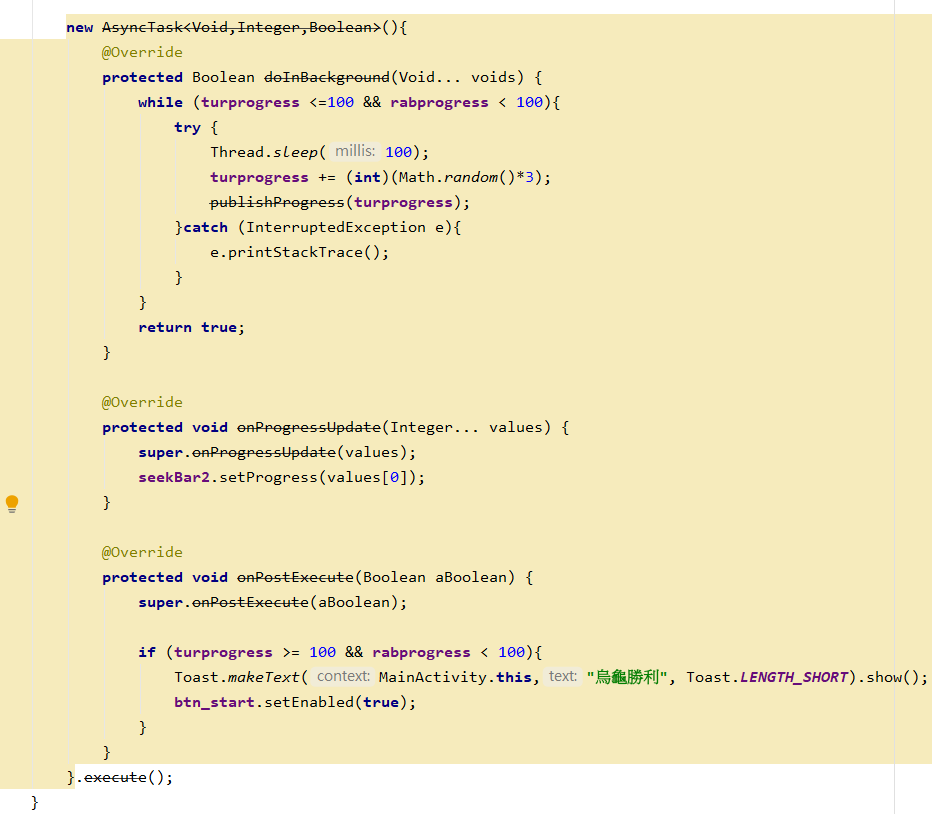 new AsyncTask<Void,Integer,Boolean>(){
@Override
protected Boolean doInBackground(Void... voids) {
while (turprogress <=100 && rabprogress < 100){
try {
Thread.sleep( millis: 100);
turprogress += (int)(Math.random()*3);
publishProgress(turprogress);
}catch (InterruptedException e){
e.printStackTrace();
}
}
return true;
}
@Override
protected void onProgressUpdate(Integer... values) {
super.onProgressUpdate(values);
seekBar2.setProgress(values[0]);
}
@Override
protected void onPostExecute(Boolean aBoolean) {
super.onPostExecute(aBoolean);
if (turprogress >= 100 && rabprogress < 100){
Toast.makeText( context: MainActivity.this, text: "烏龜勝利", Toast.LENGTH_SHORT).show();
btn_start.setEnabled(true);
}
}
}.execute();
}